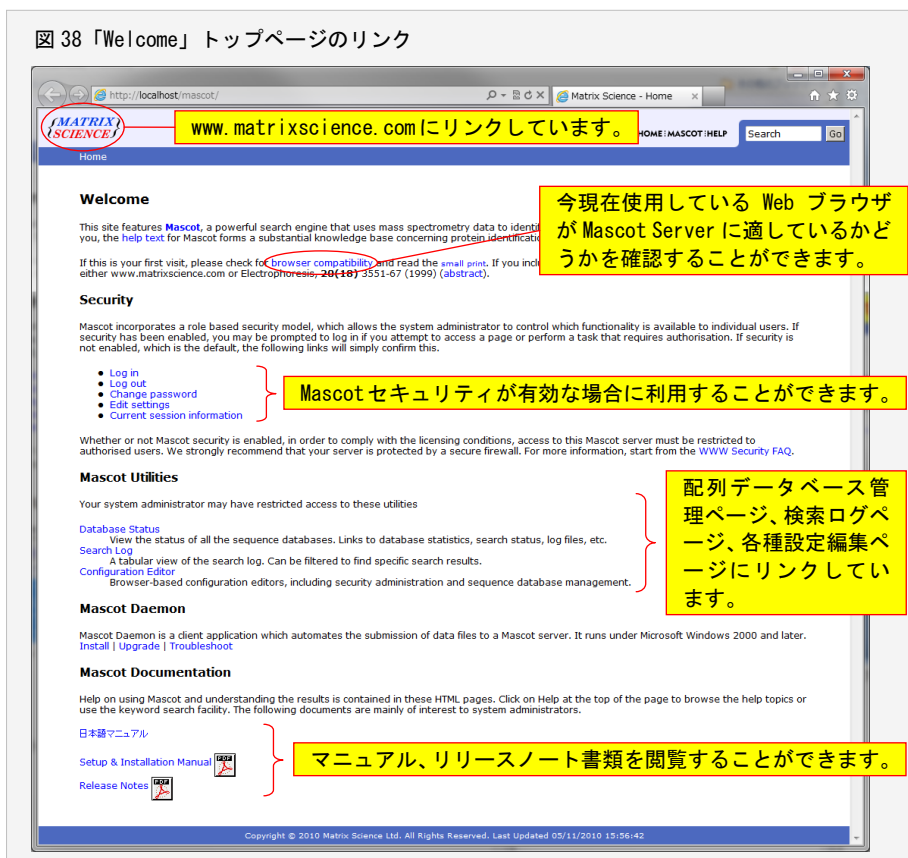 図 38「Welcome」トップページのリンク
http://localhost/mascot/
Matrix Science - Home
MATRIX
SCIENCE
www.matrixscience.comにリンクしています。
HOME MASCOT HELP
Search
Go
Home
Welcome
This site features Mascot, a powerful search engine that uses mass spectrometry data to identi
you, the help text for Mascot forms a substantial knowledge base concerning protein identificati
今現在使用している Web ブラウザ
が Mascot Server に適しているかど
うかを確認することができます。
If this is your first visit, please check for browser compatibility and read the small print. If you incl
either www.matrixscience.com or Electrophoresis, 20(18) 3551-67 (1999) (abstract).
Security
Mascot incorporates a role based security model, which allows the system administrator to control which functionality is available to individual users. If
security has been enabled, you may be prompted to log in if you attempt to access a page or perform a task that requires authorisation. If security is
not enabled, which is the default, the following links will simply confirm this.
Log in
Log out
Change password
Edit settings
Current session information
Mascotセキュリティが有効な場合に利用することができます。
Whether or not Mascot security is enabled, in order to comply with the licensing conditions, access to this Mascot server must be restricted to
authorised users. We strongly recommend that your server is protected by a secure firewall. For more information, start from the WWW Security FAQ.
Mascot Utilities
Your system administrator may have restricted access to these utilities
Database Status
View the status of all the sequence databases. Links to database statistics, search status, log files, etc.
Search Log
A tabular view of the search log. Can be filtered to find specific search results.
Configuration Editor
Browser-based configuration editors, including security administration and sequence database management.
配列データベース管
理ページ、検索ログペ
ージ、各種設定編集ペ
ージにリンクしてい
ます。
Mascot Daemon
Mascot Daemon is a client application which automates the submission of data files to a Mascot server. It runs under Microsoft Windows 2000 and later.
Install | Upgrade | Troubleshoot
Mascot Documentation
Help on using Mascot and understanding the results is contained in these HTML pages. Click on Help at the top of the page to browse the help topics or
use the keyword search facility. The following documents are mainly of interest to system administrators.
日本語マニュアル
Setup & Installation Manual PDF
Release Notes PDF
マニュアル、リリースノート書類を閲覧することができます。
Copyright © 2010 Matrix Science Ltd. All Rights Reserved. Last Updated 05/11/2010 15:56:42